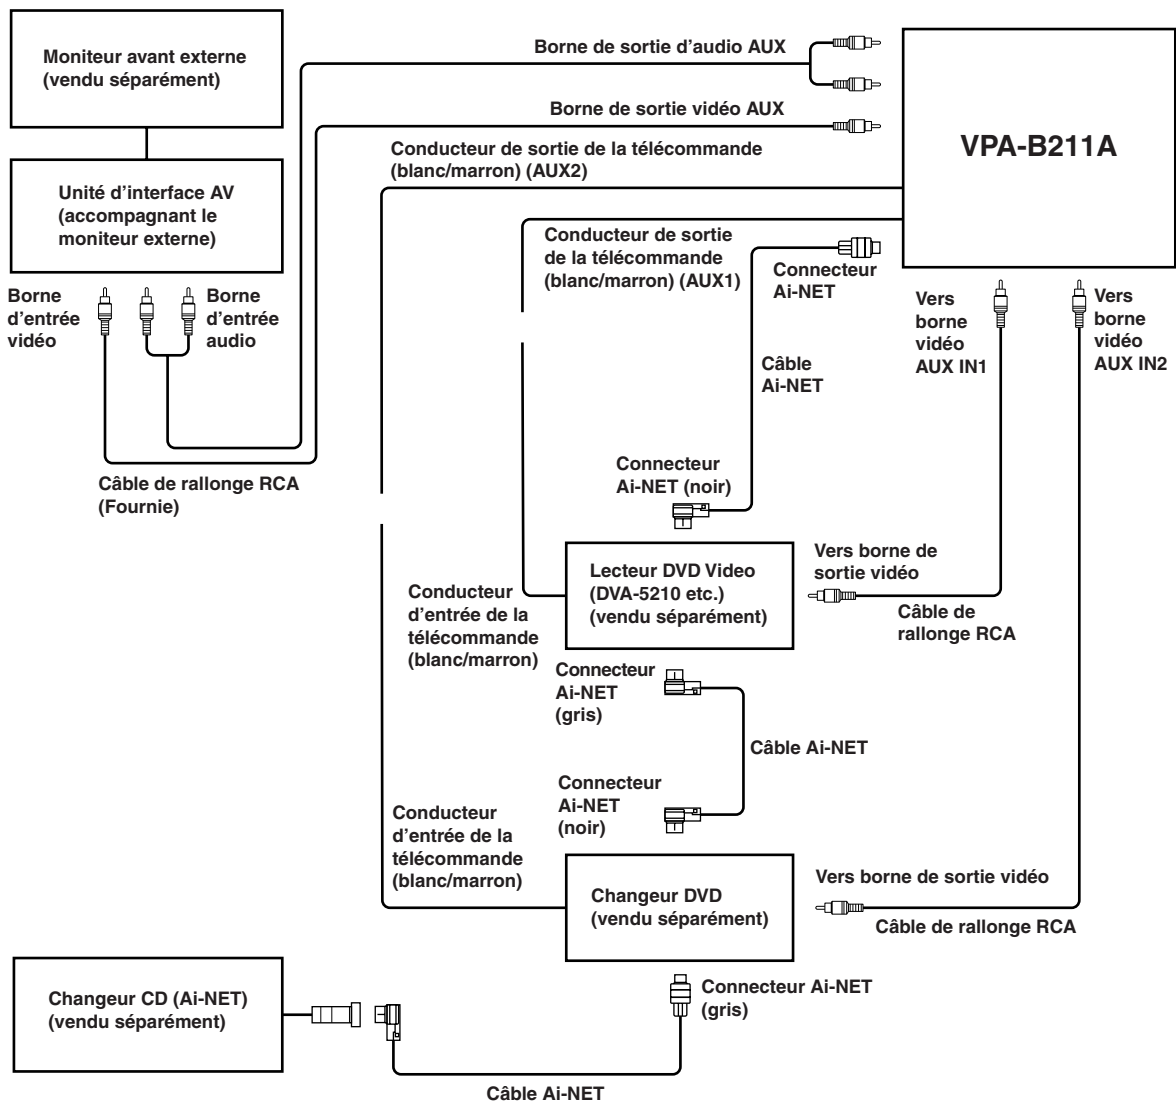 Moniteur avant externe
(vendu séparément)
Borne de sortie d'audio AUX
Borne de sortie vidéo AUX
VPA-B211A
Conducteur de sortie de la télécommande
(blanc/marron) (AUX2)
Unité d'interface AV
(accompagnant le
moniteur externe)
Conducteur de sortie
de la télécommande
(blanc/marron) (AUX1)
Connecteur
Ai-NET
Borne
d'entrée
vidéo
Borne
d'entrée
audio
Vers
borne
vidéo
AUX IN1
Vers
borne
vidéo
AUX IN2
Câble
Ai-NET
Câble de rallonge RCA
(Fournie)
Connecteur
Ai-NET (noir)
Lecteur DVD Video
(DVA-5210 etc.)
(vendu séparément)
Vers borne de
sortie vidéo
Câble de
rallonge RCA
Conducteur
d'entrée de la
télécommande
(blanc/marron)
Connecteur
Ai-NET
(gris)
Câble Ai-NET
Connecteur
Ai-NET
(noir)
Conducteur
d'entrée de la
télécommande
(blanc/marron)
Changeur DVD
(vendu séparément)
Vers borne de sortie vidéo
Câble de rallonge RCA
Changeur CD (Ai-NET)
(vendu séparément)
Connecteur Ai-NET
(gris)
Câble Ai-NET